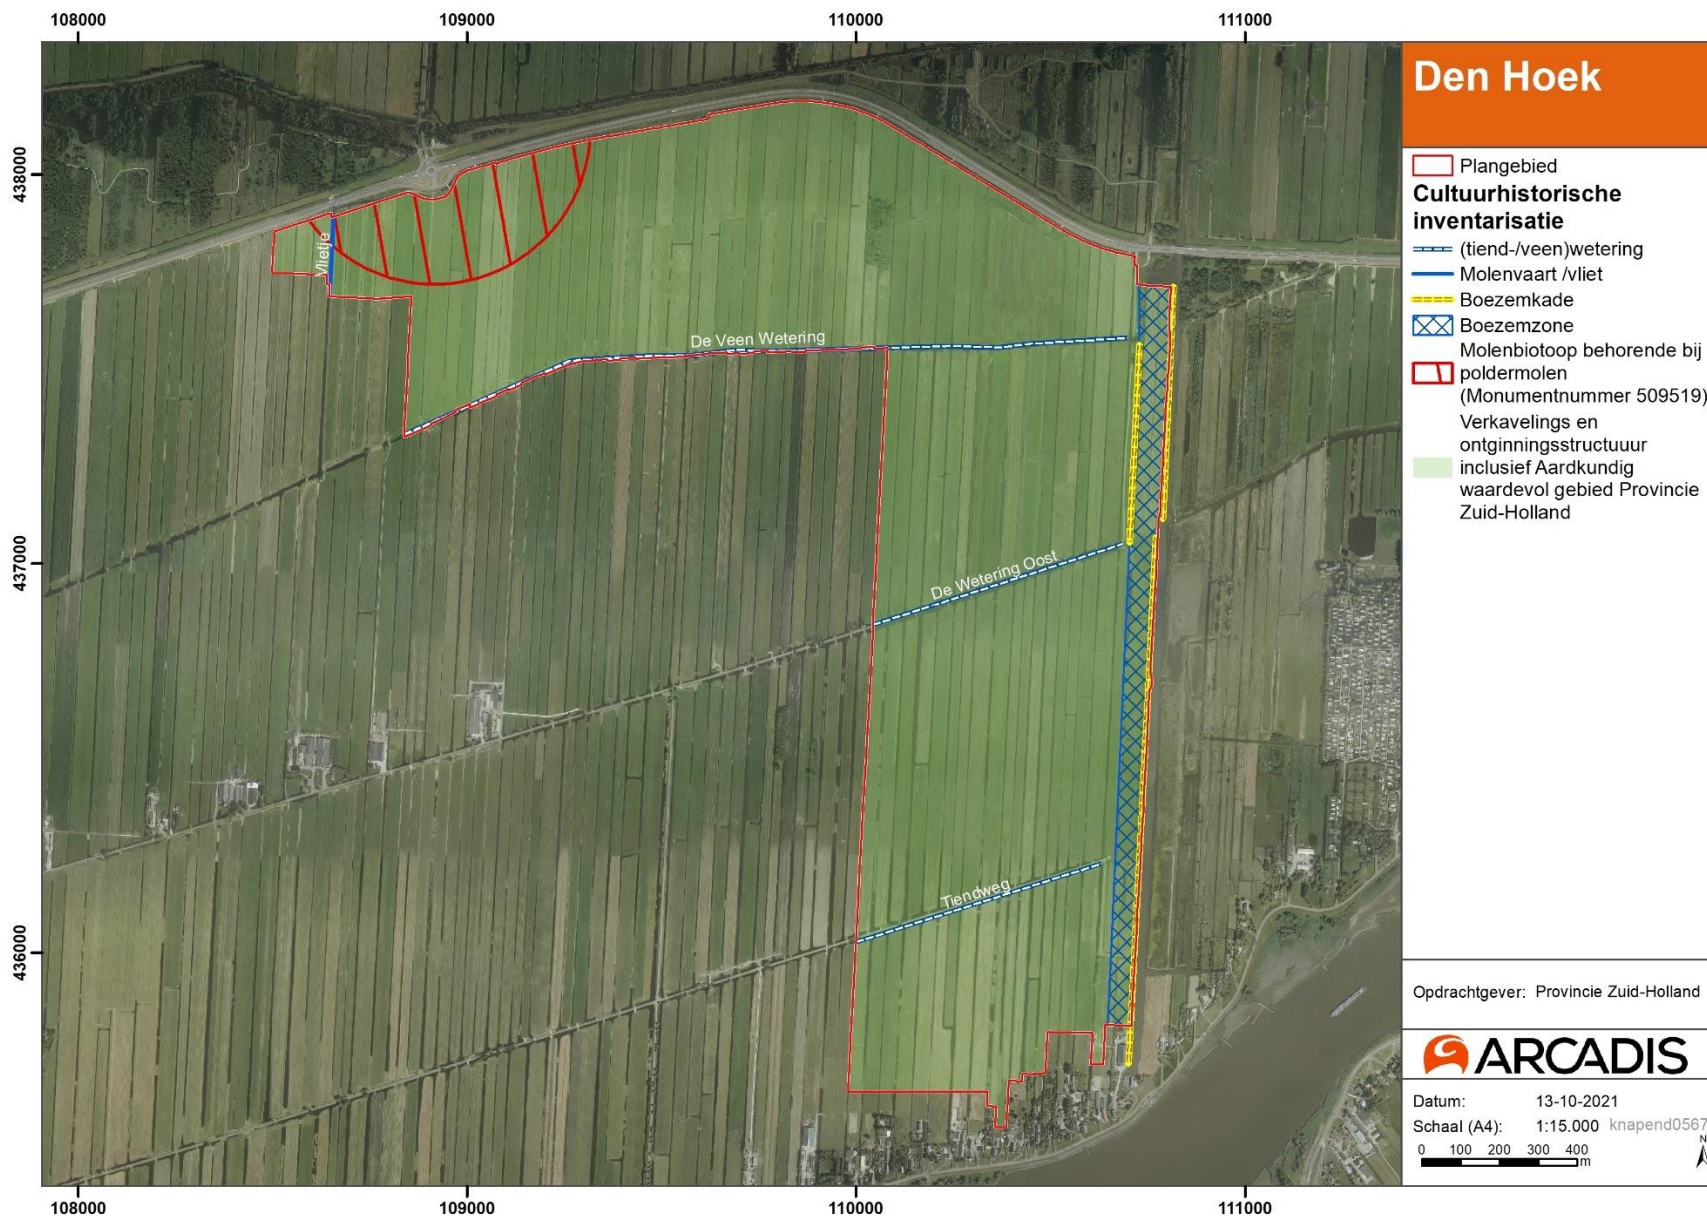 108000
109000
110000
111000
438000
437000
436000
Vlietje
De Veen Wetering
De Wetering Oost
Tiendweg
108000
109000
110000
111000
Den Hoek
Plangebied
Cultuurhistorische
inventarisatie
(tiend-/veen)wetering
Molenvaart /vliet
Boezemkade
Boezemzone
Molenbiotoop behorende bij
poldermolen
(Monumentnummer 509519)
Verkavelings en
ontginningsstructuuur
inclusief Aardkundig
waardevol gebied Provincie
Zuid-Holland
Opdrachtgever: Provincie Zuid-Holland
ARCADIS
Datum: 13-10-2021
Schaal (A4): 1:15.000 knapend0567
0 100 200 300 400
m
N